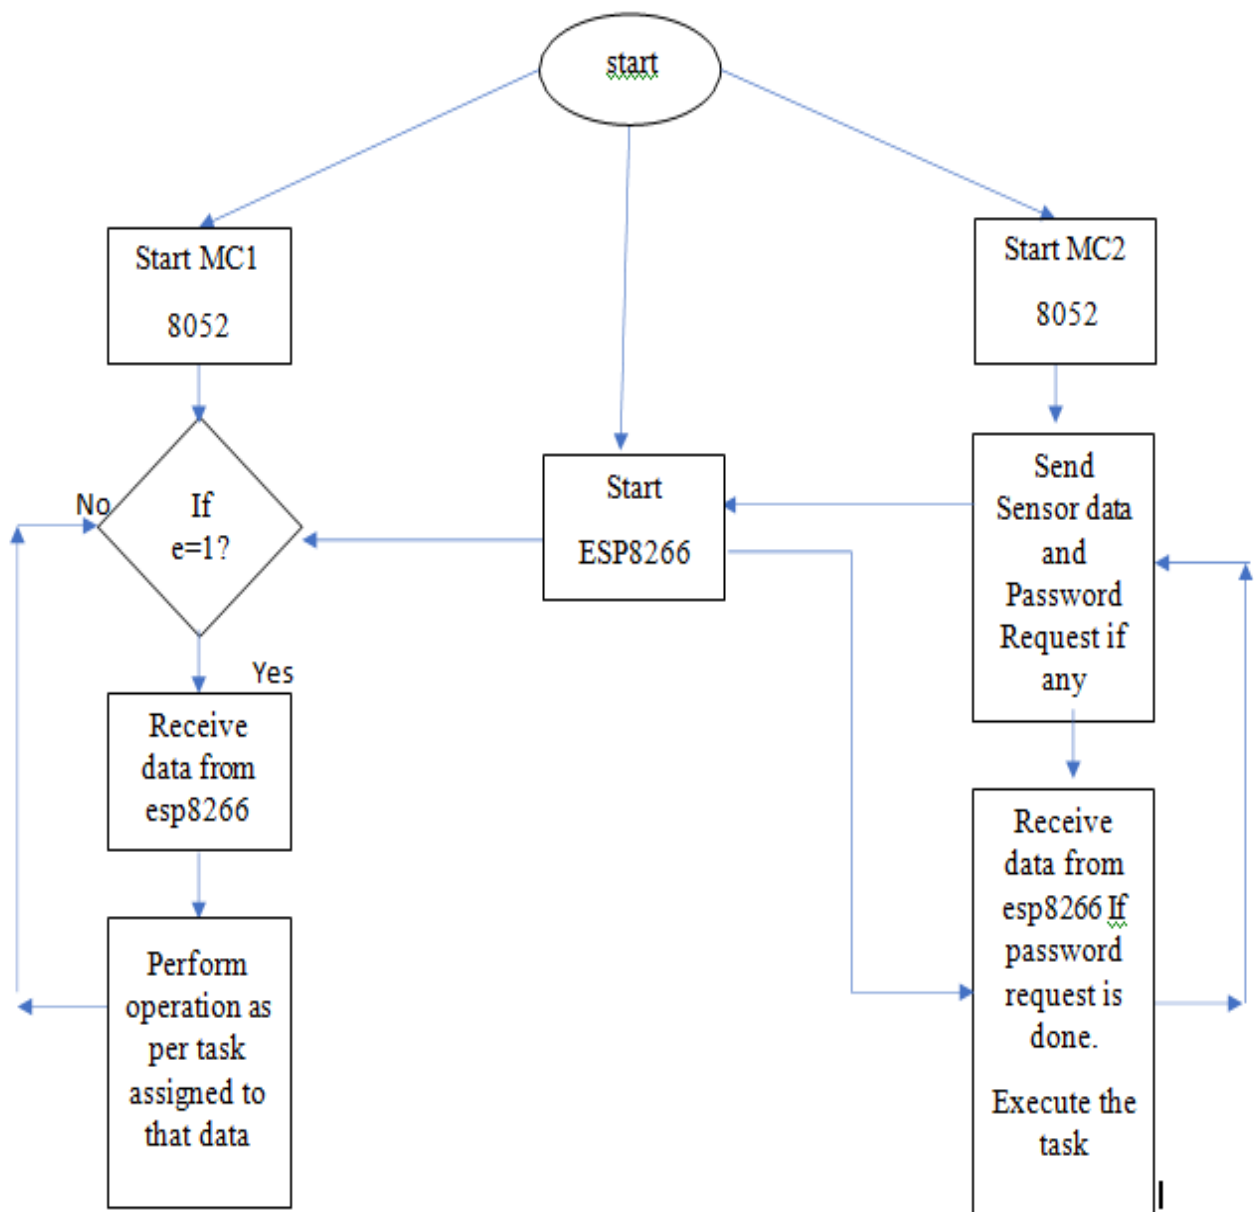 start
Start MC1
8052
Start MC2
8052
No
If
e=1?
Yes
Start
ESP8266
Send
Sensor data
and
Password
Request if
any
Receive
data from
esp8266
Perform
operation as
per task
assigned to
that data
Receive
data from
esp8266 If
password
request is
done.
Execute the
task